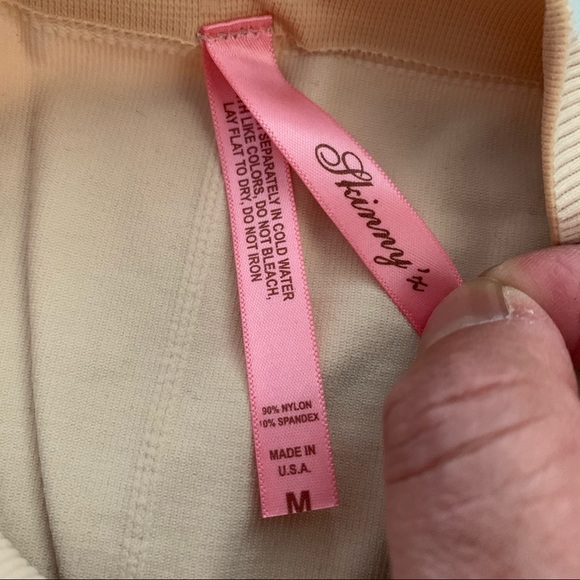 Skinny'x
SEPARATELY IN COLD WATER
LIKE COLORS, DO NOT BLEACH,
LAY FLAT TO DRY, DO NOT
IRON
90% NYLON
10% SPANDEX
MADE IN
U.S.A.
M